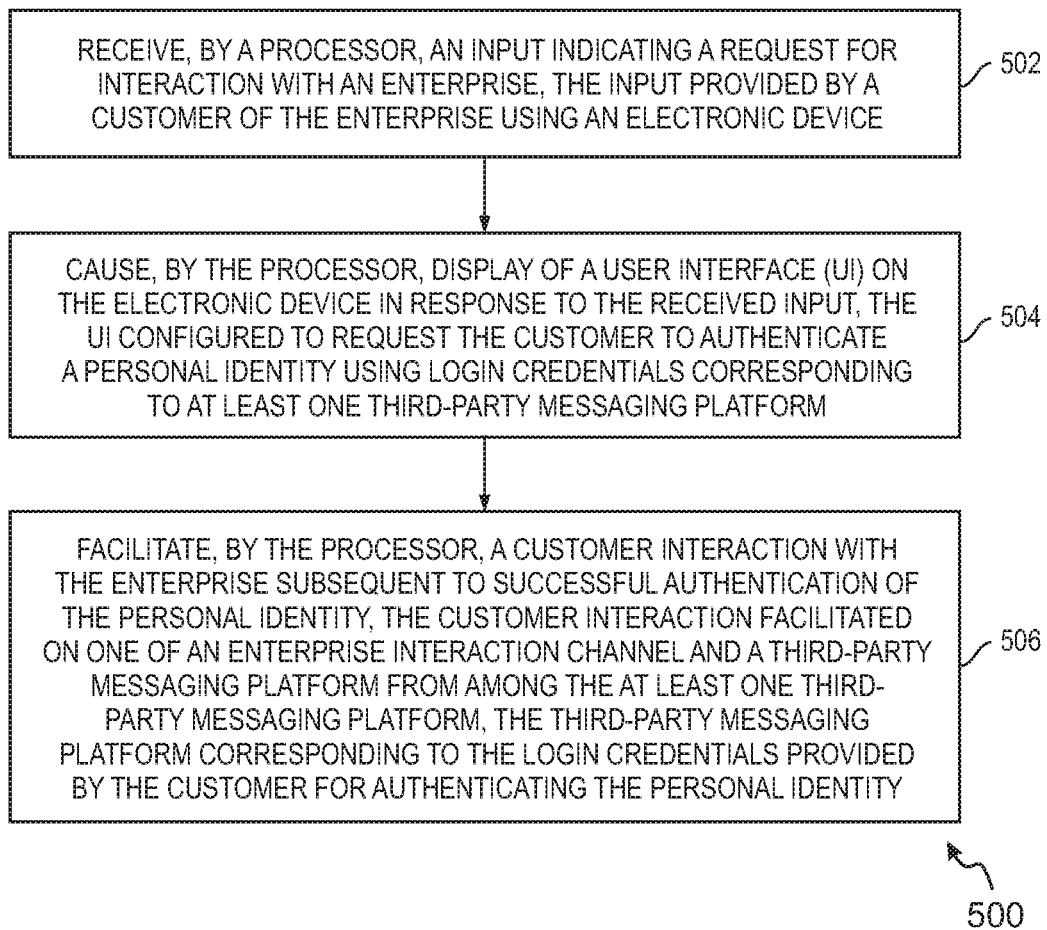 RECEIVE, BY A PROCESSOR, AN INPUT INDICATING A REQUEST FOR
INTERACTION WITH AN ENTERPRISE, THE INPUT PROVIDED BY A
CUSTOMER OF THE ENTERPRISE USING AN ELECTRONIC DEVICE
502
CAUSE, BY THE PROCESSOR, DISPLAY OF A USER INTERFACE (UI) ON
THE ELECTRONIC DEVICE IN RESPONSE TO THE RECEIVED INPUT, THE
UI CONFIGURED TO REQUEST THE CUSTOMER TO AUTHENTICATE
A PERSONAL IDENTITY USING LOGIN CREDENTIALS CORRESPONDING
TO AT LEAST ONE THIRD-PARTY MESSAGING PLATFORM
504
FACILITATE, BY THE PROCESSOR, A CUSTOMER INTERACTION WITH
THE ENTERPRISE SUBSEQUENT TO SUCCESSFUL AUTHENTICATION OF
THE PERSONAL IDENTITY, THE CUSTOMER INTERACTION FACILITATED
ON ONE OF AN ENTERPRISE INTERACTION CHANNEL AND A THIRD-PARTY
MESSAGING PLATFORM FROM AMONG THE AT LEAST ONE THIRD-
PARTY MESSAGING PLATFORM, THE THIRD-PARTY MESSAGING
PLATFORM CORRESPONDING TO THE LOGIN CREDENTIALS PROVIDED
BY THE CUSTOMER FOR AUTHENTICATING THE PERSONAL IDENTITY
506
500